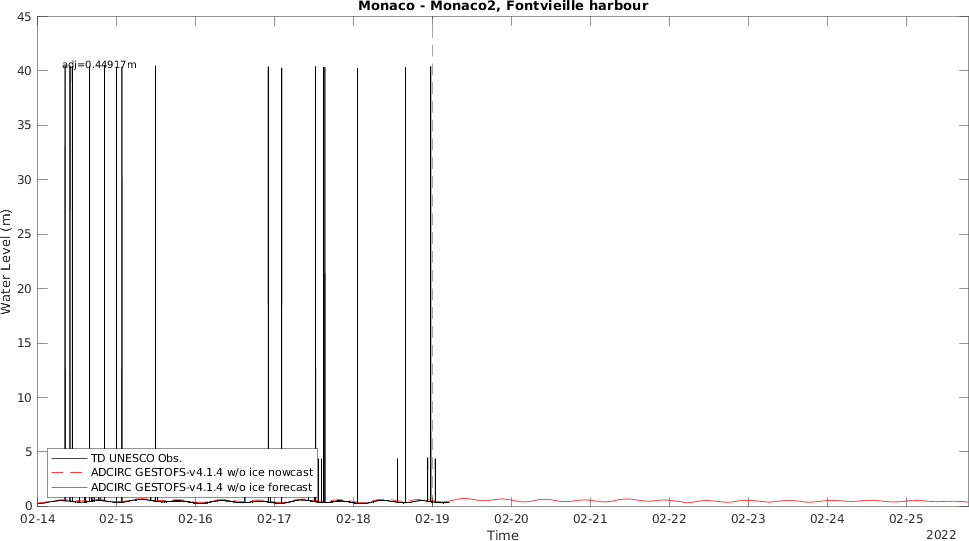 Monaco - Monaco2, Fontvieille harbour
Water Level (m)
45
40
35
30
25
20
15
10
5
0
adj=0.44917m
TD UNESCO Obs.
ADCIRC GESTOFS-v4.1.4 w/o ice nowcast
ADCIRC GESTOFS-v4.1.4 w/o ice forecast
02-14 02-15 02-16 02-17 02-18 02-19 02-20 02-21 02-22 02-23 02-24 02-25
Time
2022